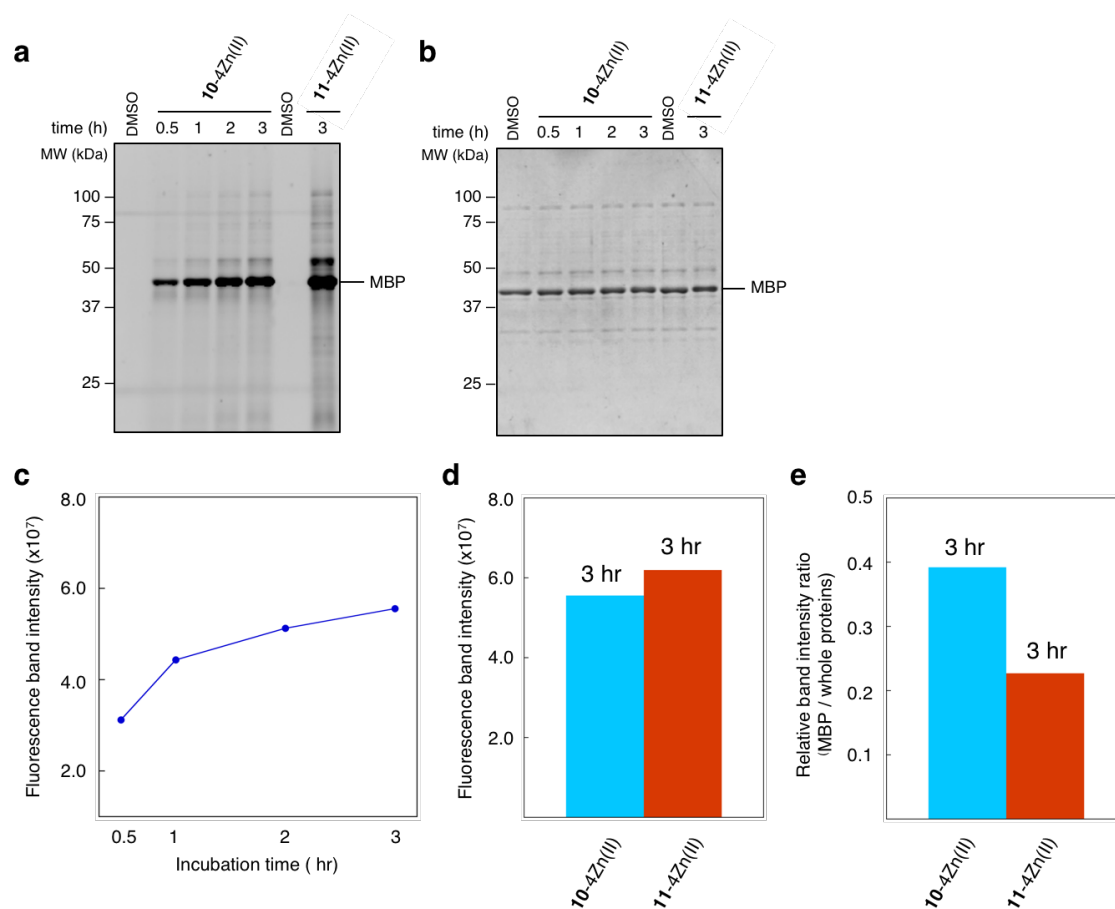 a
DMSO
10-4Zn(II)
DMSO
11-4Zn(II)
time (h)
0.5 1 2 3 3
MW (kDa)
100
75
50
37
25
MBP
b
DMSO
10-4Zn(II)
DMSO
11-4Zn(II)
time (h)
0.5 1 2 3 3
MW (kDa)
100
75
50
37
25
MBP
c
Fluorescence band intensity (x10⁷)
8.0
6.0
4.0
2.0
0.5 1 2 3
Incubation time ( hr)
d
Fluorescence band intensity (x10⁷)
8.0
6.0
4.0
2.0
3 hr
3 hr
10-4Zn(II)
11-4Zn(II)
e
Relative band intensity ratio
(MBP / whole proteins)
0.5
0.4
0.3
0.2
0.1
3 hr
3 hr
10-4Zn(II)
11-4Zn(II)